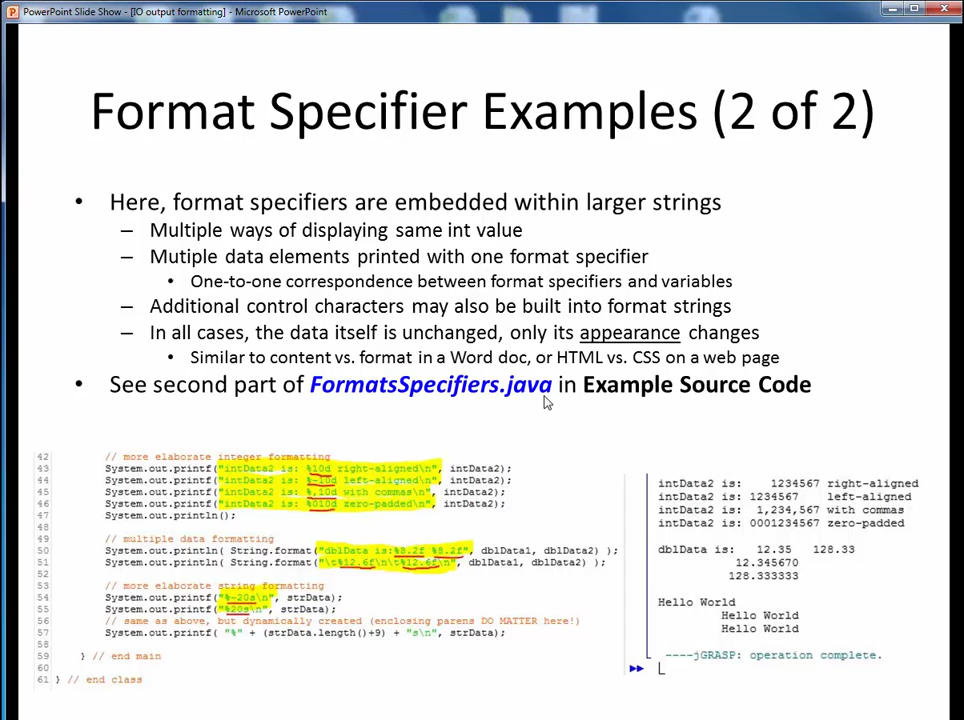 PowerPoint Slide Show - [IO output formatting] - Microsoft PowerPoint
Format Specifier Examples (2 of 2)
• Here, format specifiers are embedded within larger strings
– Multiple ways of displaying same int value
– Mutiple data elements printed with one format specifier
• One-to-one correspondence between format specifiers and variables
– Additional control characters may also be built into format strings
– In all cases, the data itself is unchanged, only its appearance changes
• Similar to content vs. format in a Word doc, or HTML vs. CSS on a web page
• See second part of FormatsSpecifiers.java in Example Source Code
42 // more elaborate integer formatting
43 System.out.printf("intData2 is: %10d right-aligned\n", intData2);
44 System.out.printf("intData2 is: %-10d left-aligned\n", intData2);
45 System.out.printf("intData2 is: %,10d with commas\n", intData2);
46 System.out.printf("intData2 is: %010d zero-padded\n", intData2);
47 System.out.println();
48
49 // multiple data formatting
50 System.out.println( String.format("dblData is:%8.2f %8.2f", dblData1, dblData2) );
51 System.out.println( String.format("\t%12.6f\n\t%12.6f\n", dblData1, dblData2) );
52
53 // more elaborate string formatting
54 System.out.printf("%-20s\n", strData);
55 System.out.printf("%20s\n", strData);
56 // same as above, but dynamically created (enclosing parens DO MATTER here!)
57 System.out.printf( "%" + (strData.length()+9) + "s\n", strData);
58
59 } // end main
60
61 } // end class
intData2 is:    1234567 right-aligned
intData2 is: 1234567    left-aligned
intData2 is:  1,234,567 with commas
intData2 is: 0001234567 zero-padded
dblData is:   12.35   128.33
12.345670
128.333333
Hello World
Hello World
Hello World
----jGRASP: operation complete.